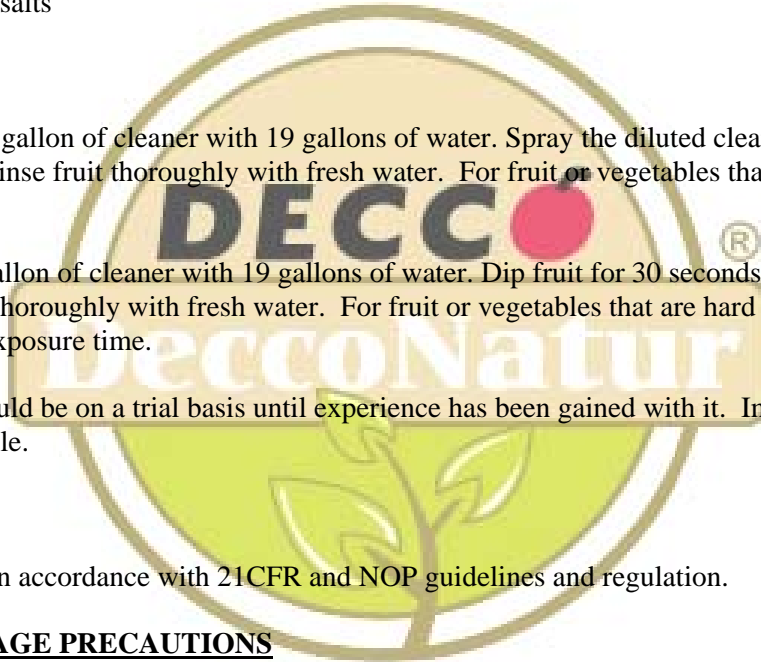 salts
gallon of cleaner with 19 gallons of water. Spray the diluted clea
inse fruit thoroughly with fresh water.  For fruit or vegetables tha
DECCO
®
allon of cleaner with 19 gallons of water. Dip fruit for 30 seconds
horoughly with fresh water.  For fruit or vegetables that are hard
xposure time.
DeccoNatur
uld be on a trial basis until experience has been gained with it.  In
le.
n accordance with 21CFR and NOP guidelines and regulation.
AGE PRECAUTIONS